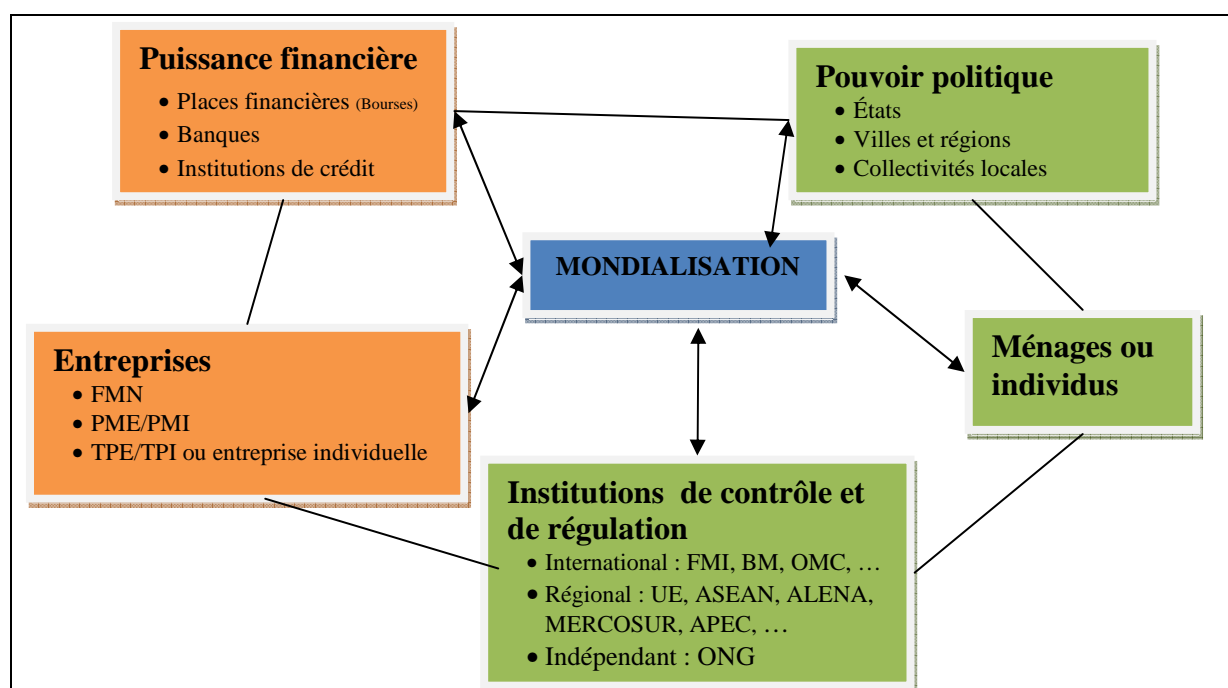 Puissance financière
• Places financières (Bourses)
• Banques
• Institutions de crédit
Pouvoir politique
• États
• Villes et régions
• Collectivités locales
MONDIALISATION
Entreprises
• FMN
• PME/PMI
• TPE/TPI ou entreprise individuelle
Ménages ou
individus
Institutions de contrôle et
de régulation
• International : FMI, BM, OMC, …
• Régional : UE, ASEAN, ALENA,
MERCOSUR, APEC, …
• Indépendant : ONG